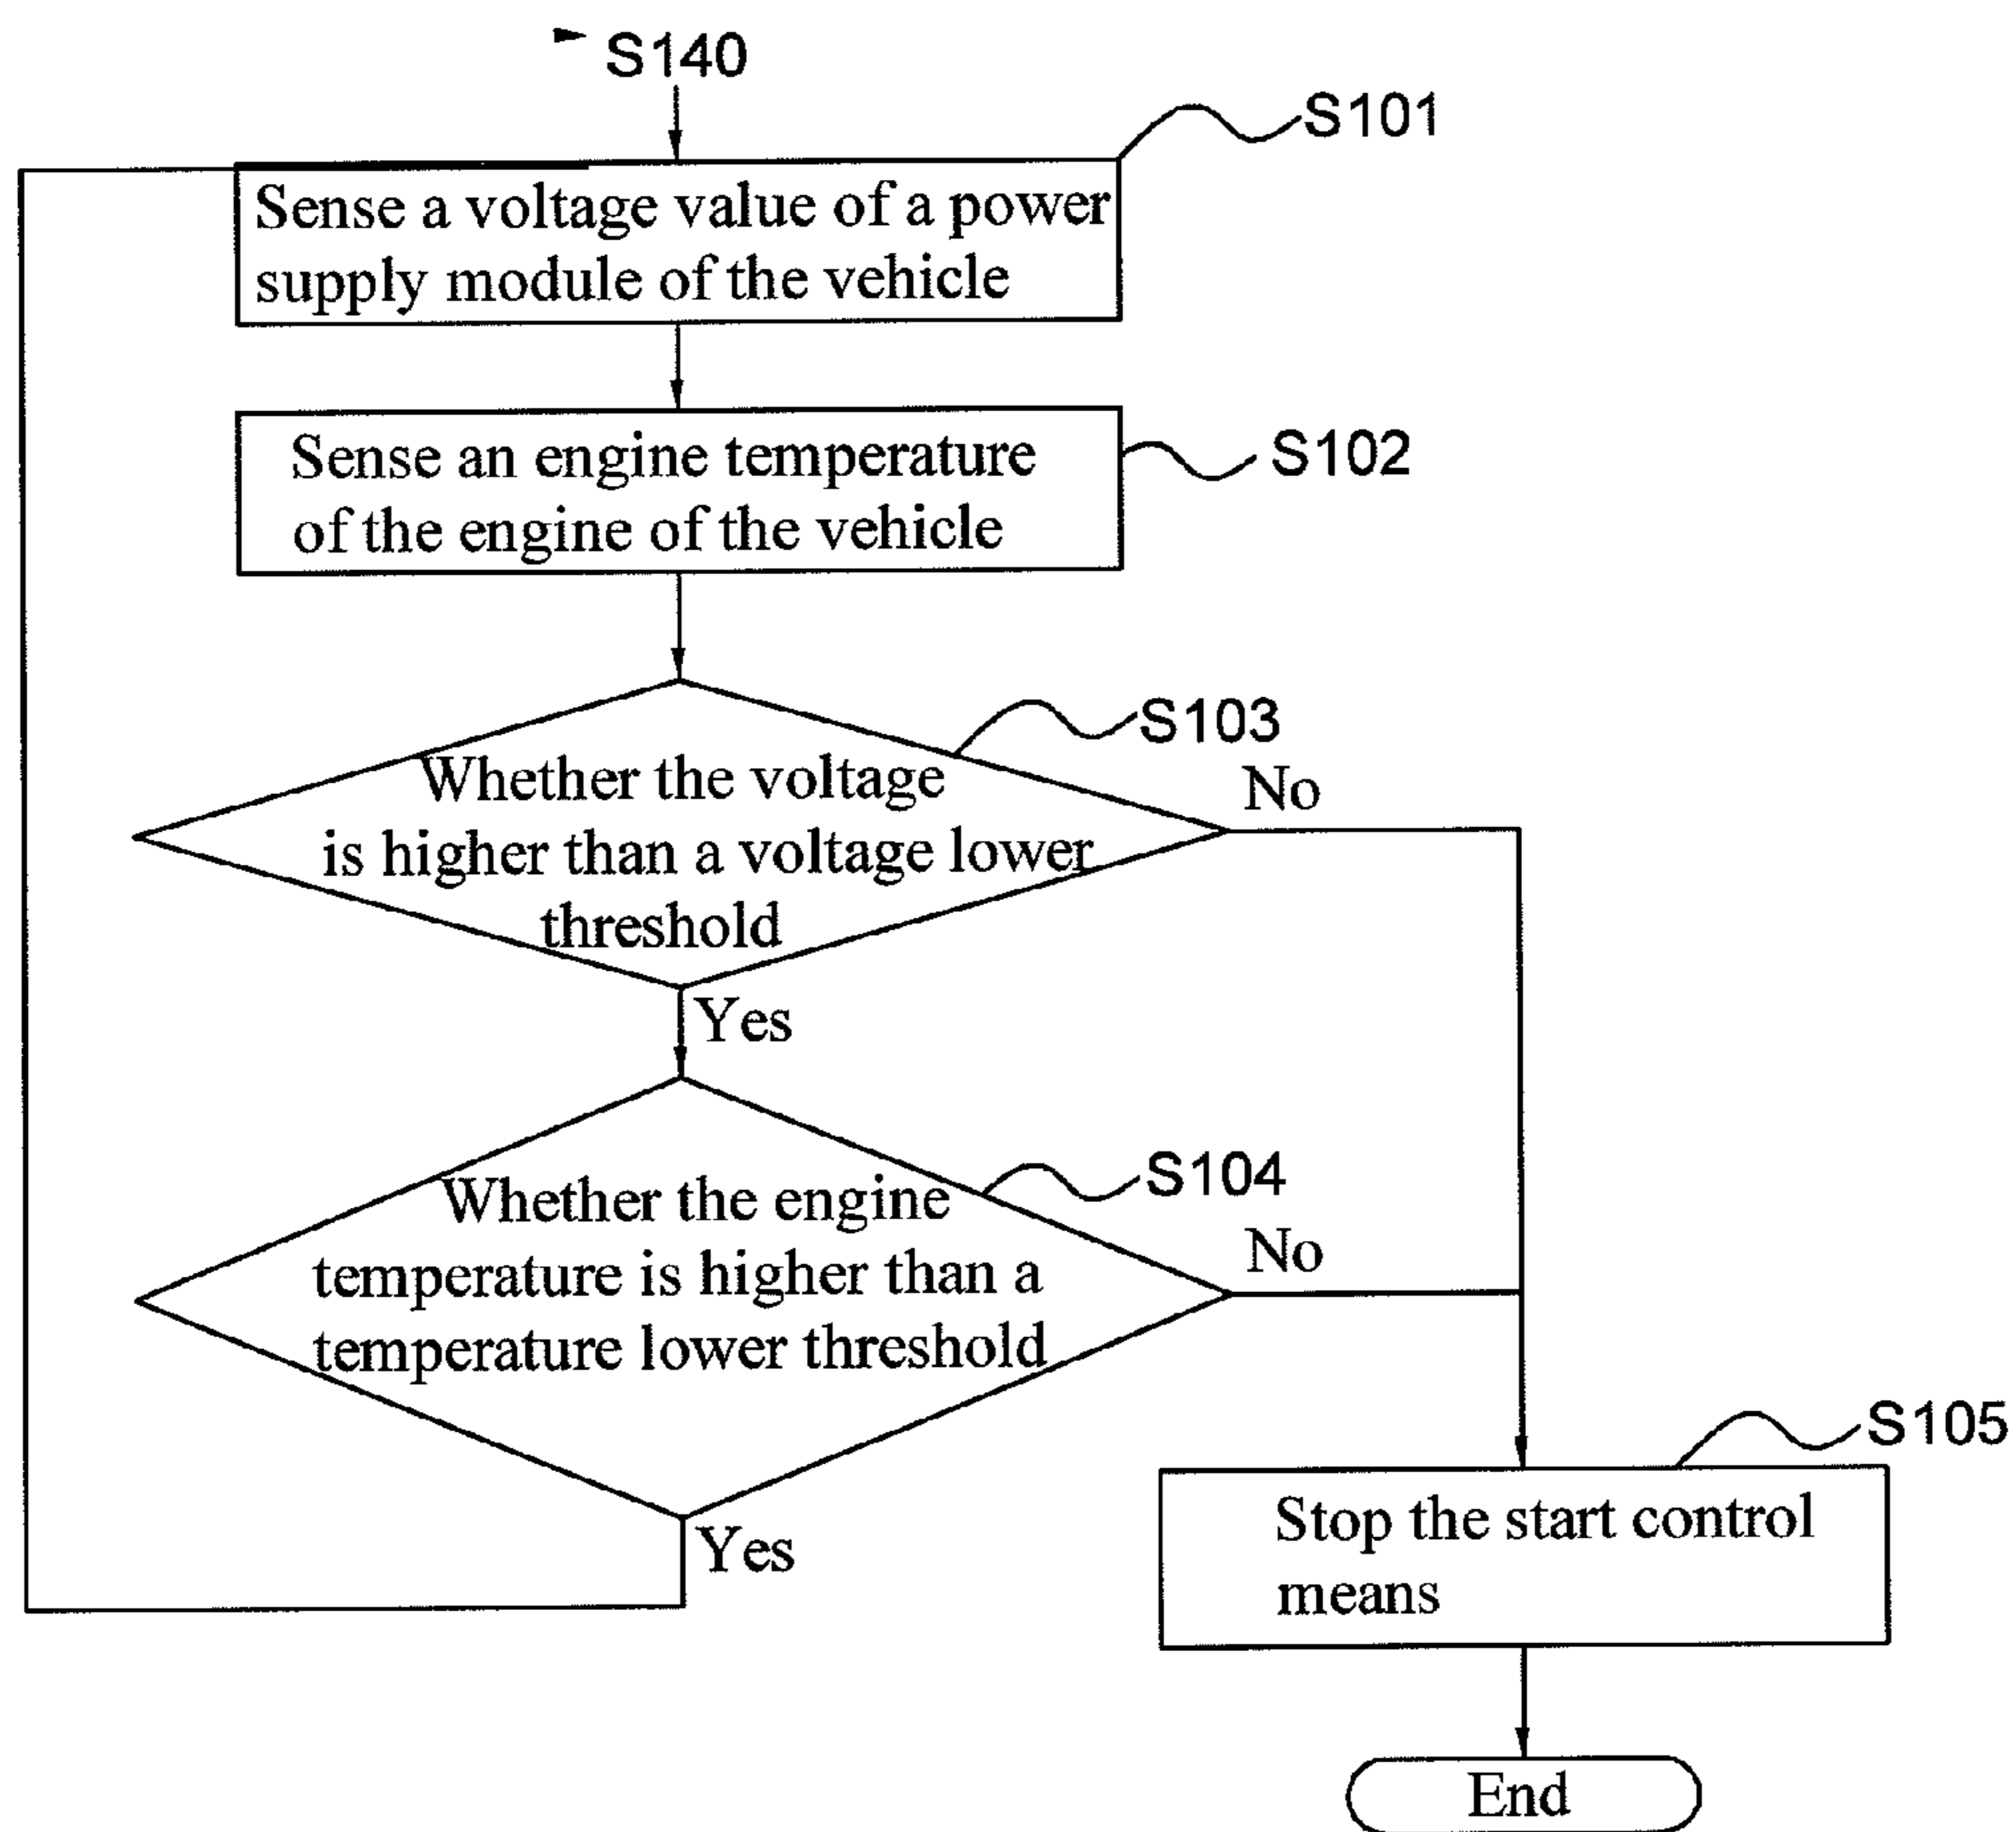 S140
S101
Sense a voltage value of a power
supply module of the vehicle
Sense an engine temperature
of the engine of the vehicle
S102
S103
Whether the voltage
is higher than a voltage lower
threshold
No
Yes
S104
Whether the engine
temperature is higher than a
temperature lower threshold
No
Yes
S105
Stop the start control
means
End